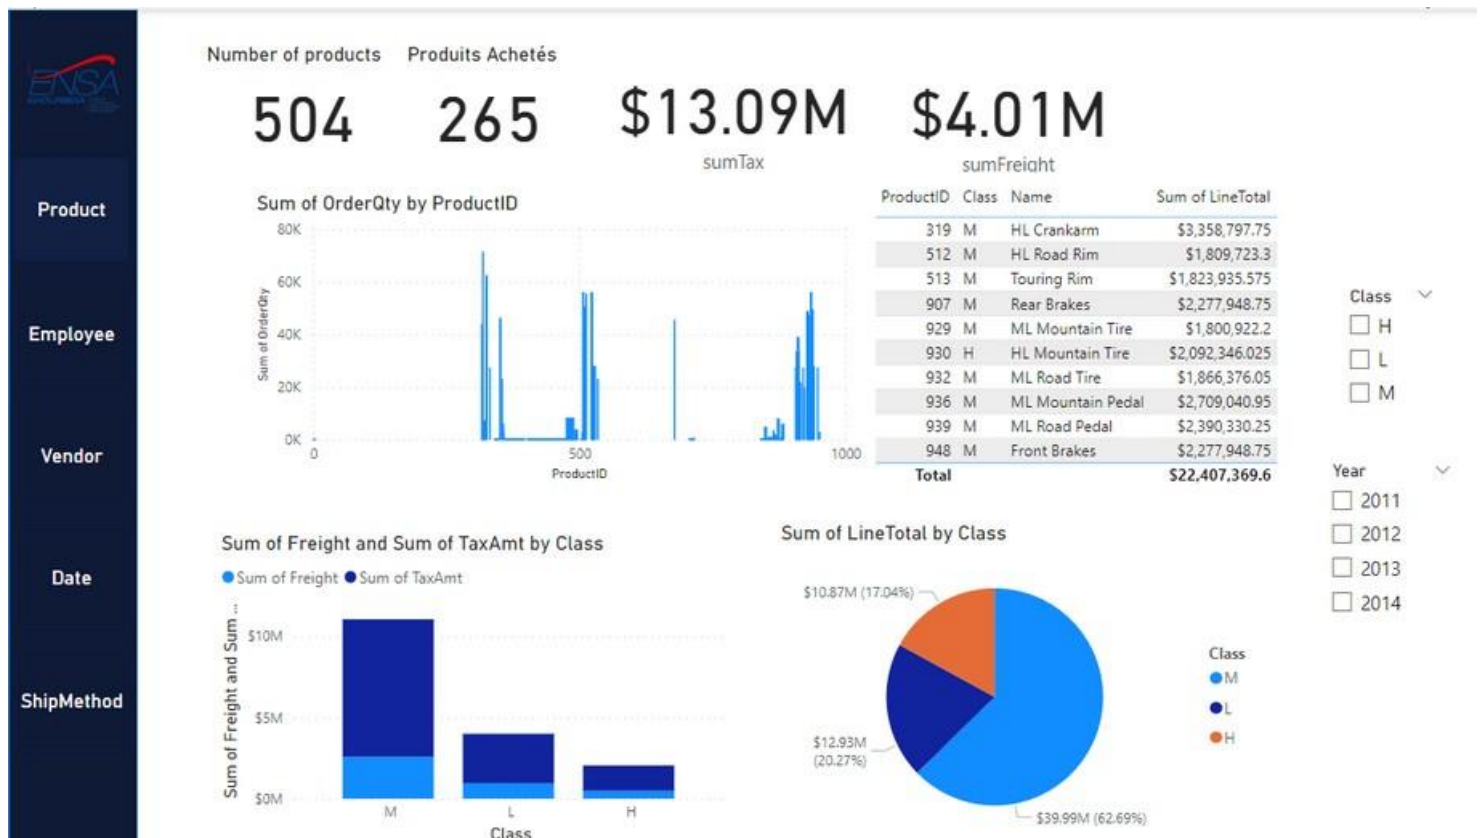 ENSA
Product
Employee
Vendor
Date
ShipMethod
Number of products
504
Produits Achetés
265
$13.09M
sumTax
$4.01M
sumFreight
Sum of OrderQty by ProductID
Sum of OrderQty
80K
60K
40K
20K
0K
0 500 1000
ProductID
ProductID Class Name Sum of LineTotal
319 M HL Crankarm $3,358,797.75
512 M HL Road Rim $1,809,723.3
513 M Touring Rim $1,823,935.575
907 M Rear Brakes $2,277,948.75
929 M ML Mountain Tire $1,800,922.2
930 H HL Mountain Tire $2,092,346.025
932 M ML Road Tire $1,866,376.05
936 M ML Mountain Pedal $2,709,040.95
939 M ML Road Pedal $2,390,330.25
948 M Front Brakes $2,277,948.75
Total $22,407,369.6
Class
H
L
M
Year
2011
2012
2013
2014
Sum of Freight and Sum of TaxAmt by Class
Sum of Freight Sum of TaxAmt
Sum of Freight and Sum ...
$10M
$5M
$0M
M L H
Class
Sum of LineTotal by Class
$10.87M (17.04%)
$12.93M
(20.27%)
$39.99M (62.69%)
Class
M
L
H